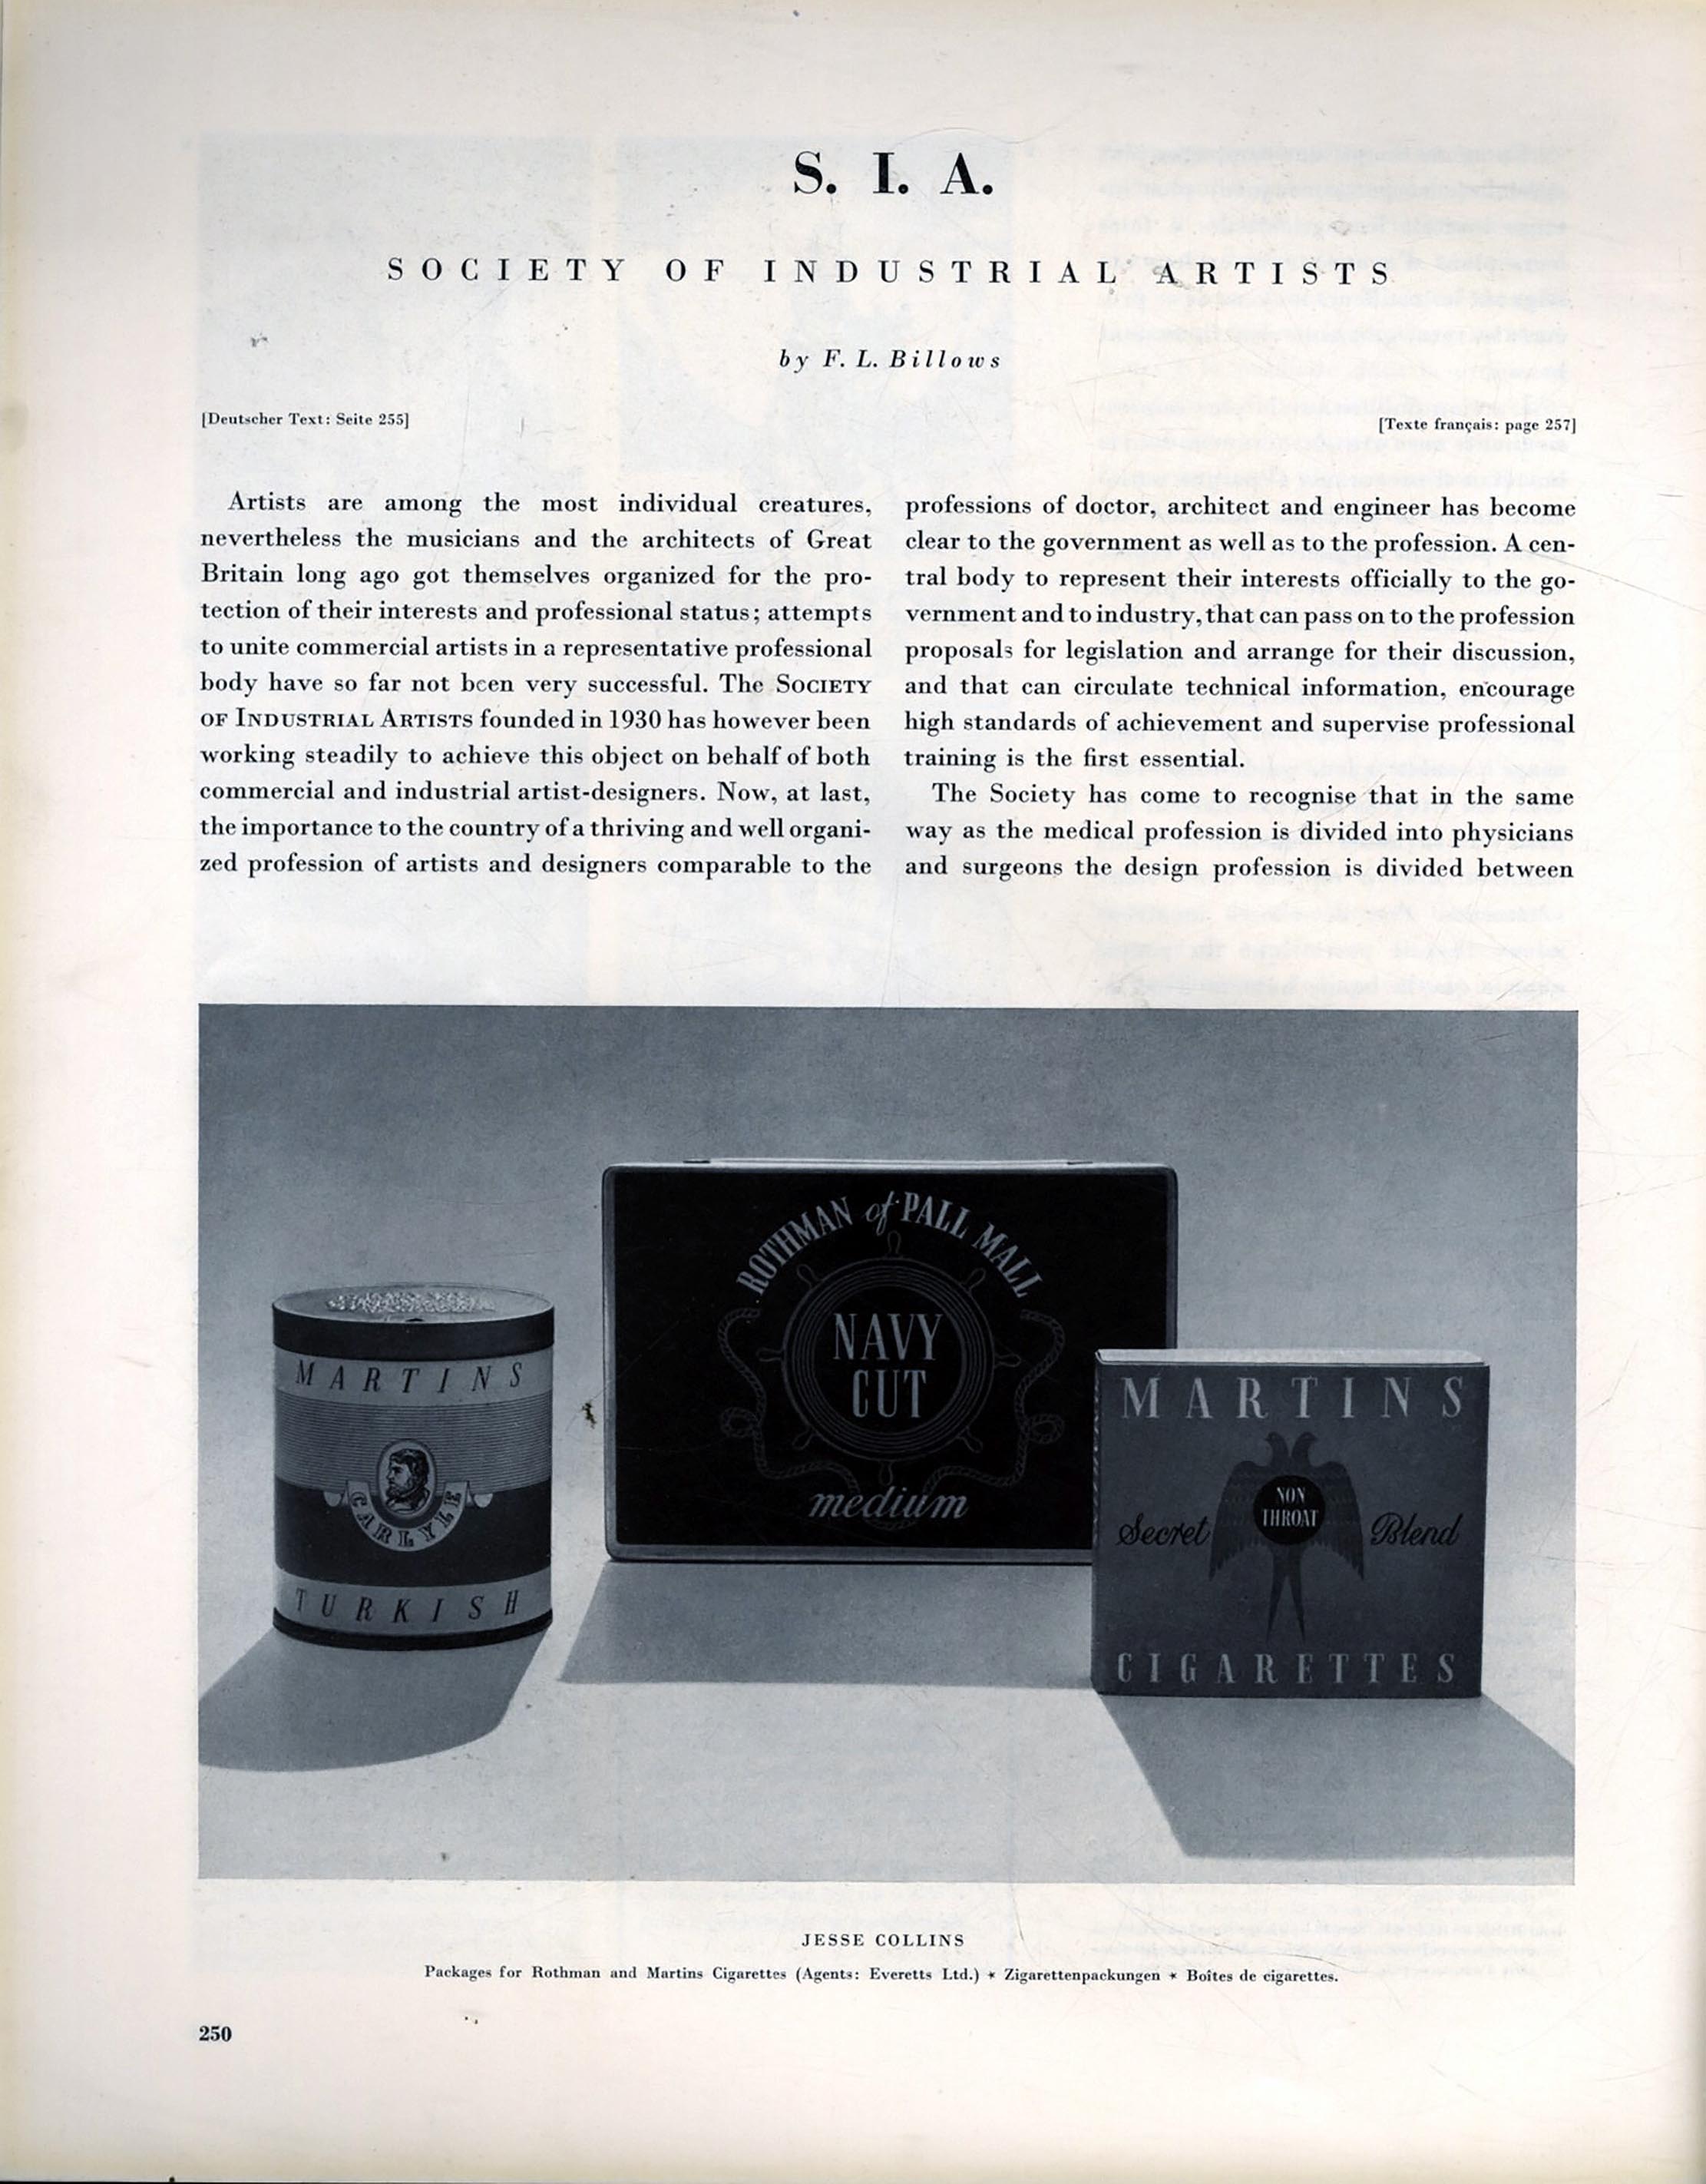 S. I. A.
SOCIETY OF INDUSTRIAL ARTISTS
by F. L. Billows
[Deutscher Text: Seite 255]
[Texte français: page 257]
Artists are among the most individual creatures,
nevertheless the musicians and the architects of Great
Britain long ago got themselves organized for the pro-
tection of their interests and professional status; attempts
to unite commercial artists in a representative professional
body have so far not been very successful. The SOCIETY
OF INDUSTRIAL ARTISTS founded in 1930 has however been
working steadily to achieve this object on behalf of both
commercial and industrial artist-designers. Now, at last,
the importance to the country of a thriving and well organi-
zed profession of artists and designers comparable to the
professions of doctor, architect and engineer has become
clear to the government as well as to the profession. A cen-
tral body to represent their interests officially to the go-
vernment and to industry, that can pass on to the profession
proposals for legislation and arrange for their discussion,
and that can circulate technical information, encourage
high standards of achievement and supervise professional
training is the first essential.
The Society has come to recognise that in the same
way as the medical profession is divided into physicians
and surgeons the design profession is divided between
MARTINS
CARLYLE
TURKISH
ROTHMAN of PALL MALL
NAVY
CUT
medium
MARTINS
NON
THROAT
Secret Blend
CIGARETTES
JESSE COLLINS
Packages for Rothman and Martins Cigarettes (Agents: Everetts Ltd.) * Zigarettenpackungen * Boîtes de cigarettes.
250